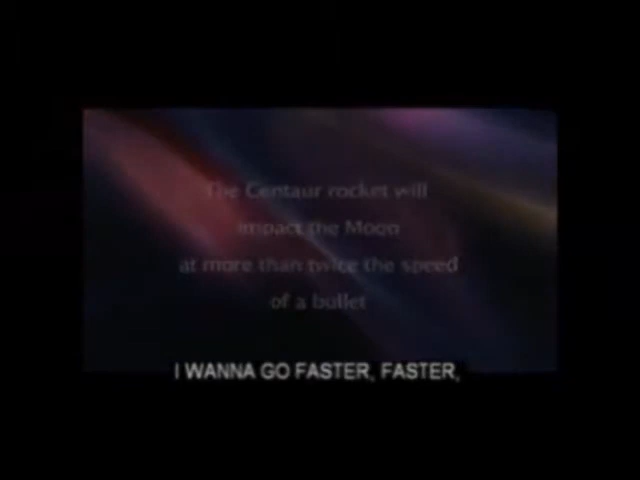 The Centaur rocket will
impact the Moon
at more than twice the speed
of a bullet
I WANNA GO FASTER, FASTER,